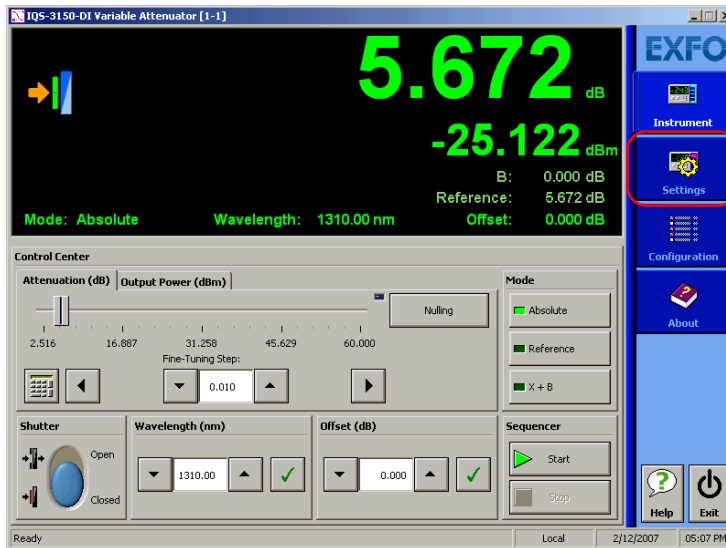 IQS-3150-DI Variable Attenuator [1-1]
EXFO
5.672 dB
-25.122 dBm
B: 0.000 dB
Reference: 5.672 dB
Mode: Absolute Wavelength: 1310.00 nm Offset: 0.000 dB
Instrument
Settings
Configuration
About
Control Center
Attenuation (dB) Output Power (dBm)
Nulling
2.516 16.887 31.258 45.629 60.000
Fine-Tuning Step:
0.010
Mode
Absolute
Reference
X + B
Shutter
Open
Closed
Wavelength (nm)
1310.00
Offset (dB)
0.000
Sequencer
Start
Stop
Help Exit
Ready Local 2/12/2007 05:07 PM